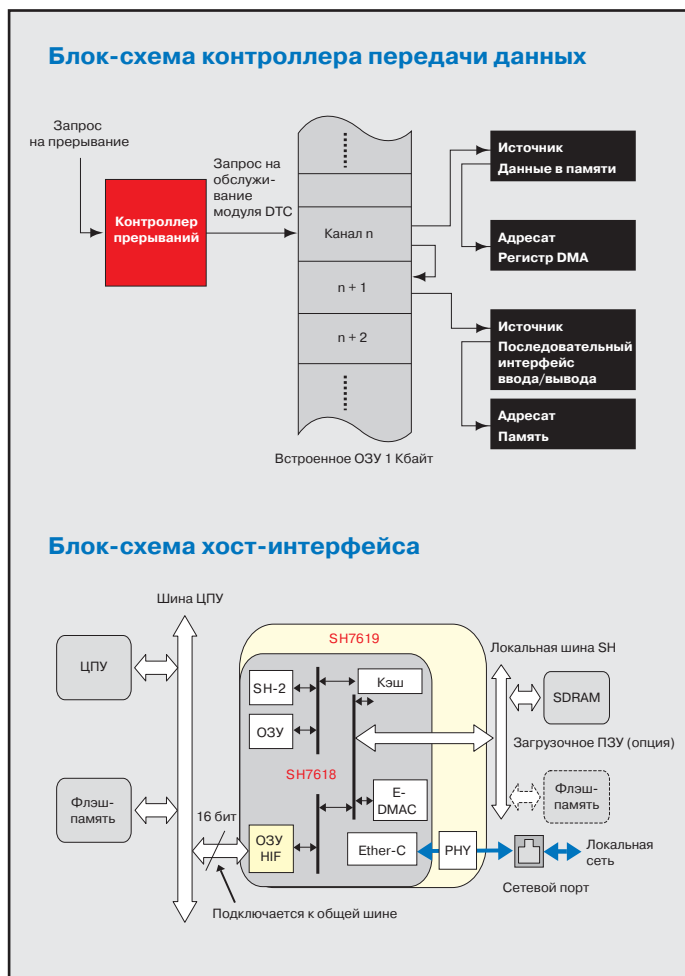 Блок-схема контроллера передачи данных
Запрос
на прерывание
Запрос на
обслужи-
вание
модуля DTC
Контроллер
прерываний
Канал n
n + 1
n + 2
Источник
Данные в памяти
Адресат
Регистр DMA
Источник
Последовательный
интерфейс
ввода/вывода
Адресат
Память
Встроенное ОЗУ 1 Кбайт
Блок-схема хост-интерфейса
Шина ЦПУ
ЦПУ
Флэш-
память
16 бит
Подключается к общей шине
SH7619
SH-2
Кэш
ОЗУ
SH7618
ОЗУ
HIF
E-
DMAC
Ether-C
PHY
Локальная шина SH
SDRAM
Загрузочное ПЗУ (опция)
Флэш-
память
Локальная
сеть
Сетевой порт